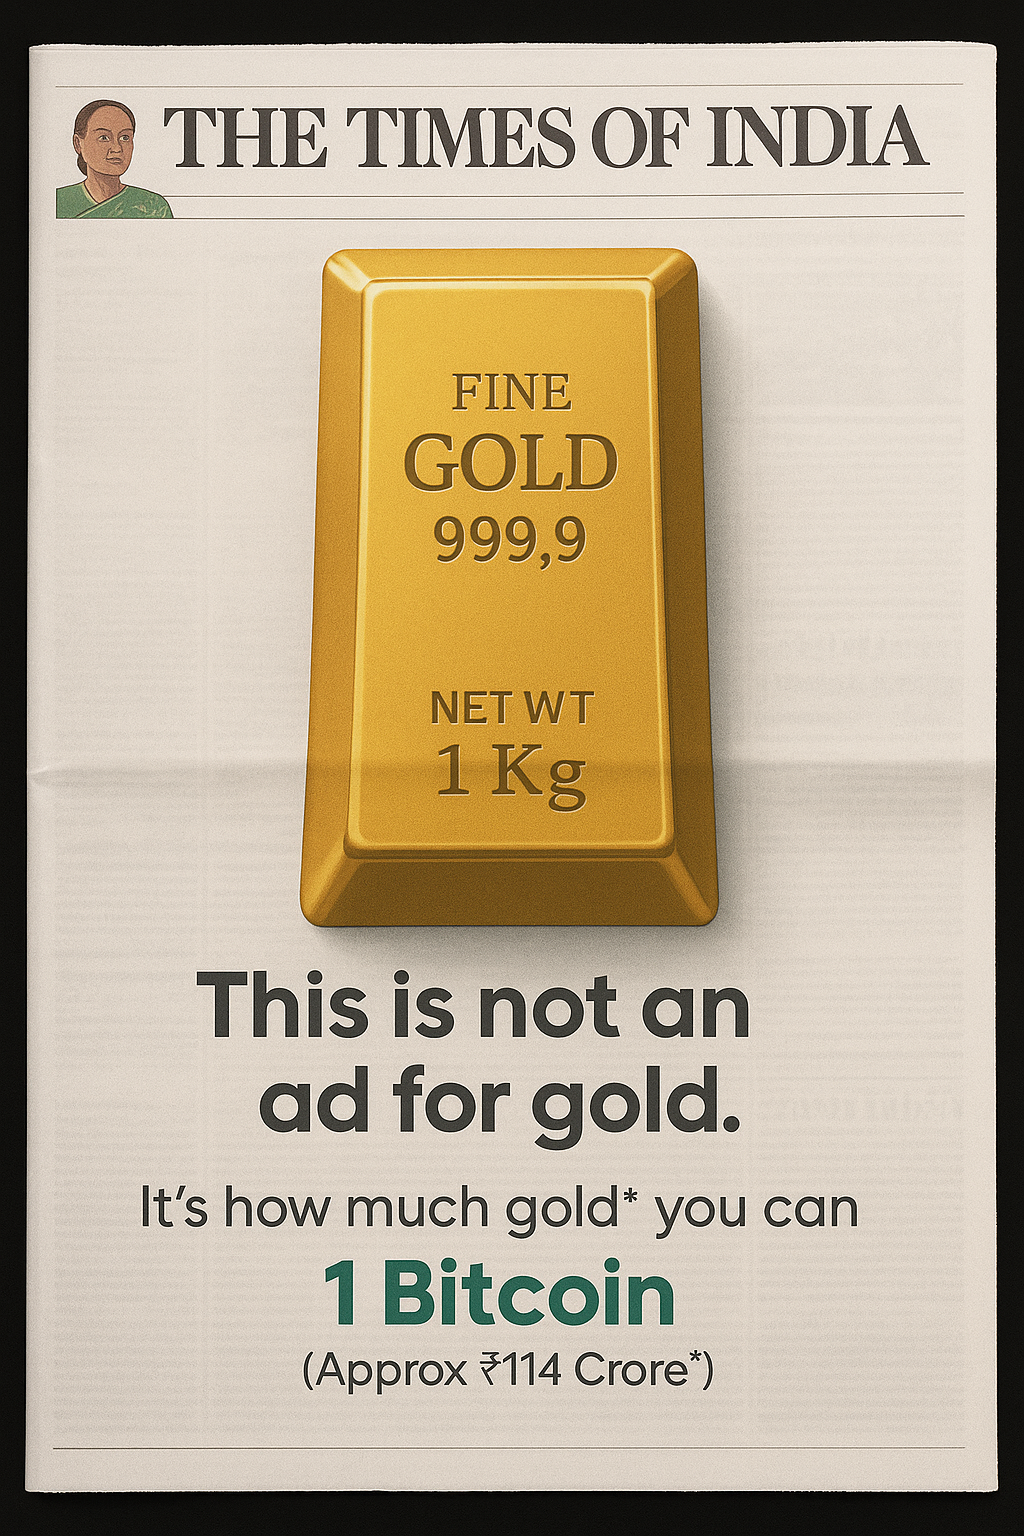 THE TIMES OF INDIA
FINE
GOLD
999,9
NET WT
1 Kg
This is not an
ad for gold.
It's how much gold* you can
1 Bitcoin
(Approx ₹114 Crore*)